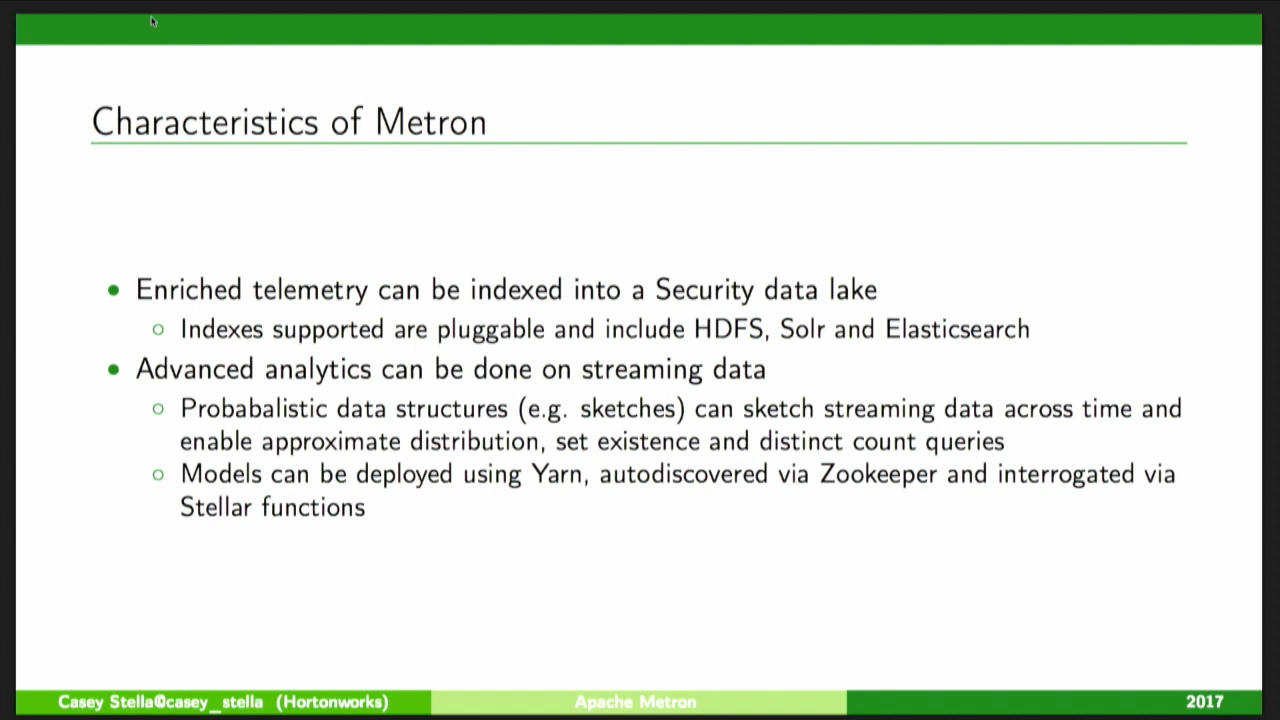 Characteristics of Metron
• Enriched telemetry can be indexed into a Security data lake
○ Indexes supported are pluggable and include HDFS, Solr and Elasticsearch
• Advanced analytics can be done on streaming data
○ Probabalistic data structures (e.g. sketches) can sketch streaming data across time and
enable approximate distribution, set existence and distinct count queries
○ Models can be deployed using Yarn, autodiscovered via Zookeeper and interrogated via
Stellar functions
Casey Stella@casey_stella (Hortonworks)
Apache Metron
2017